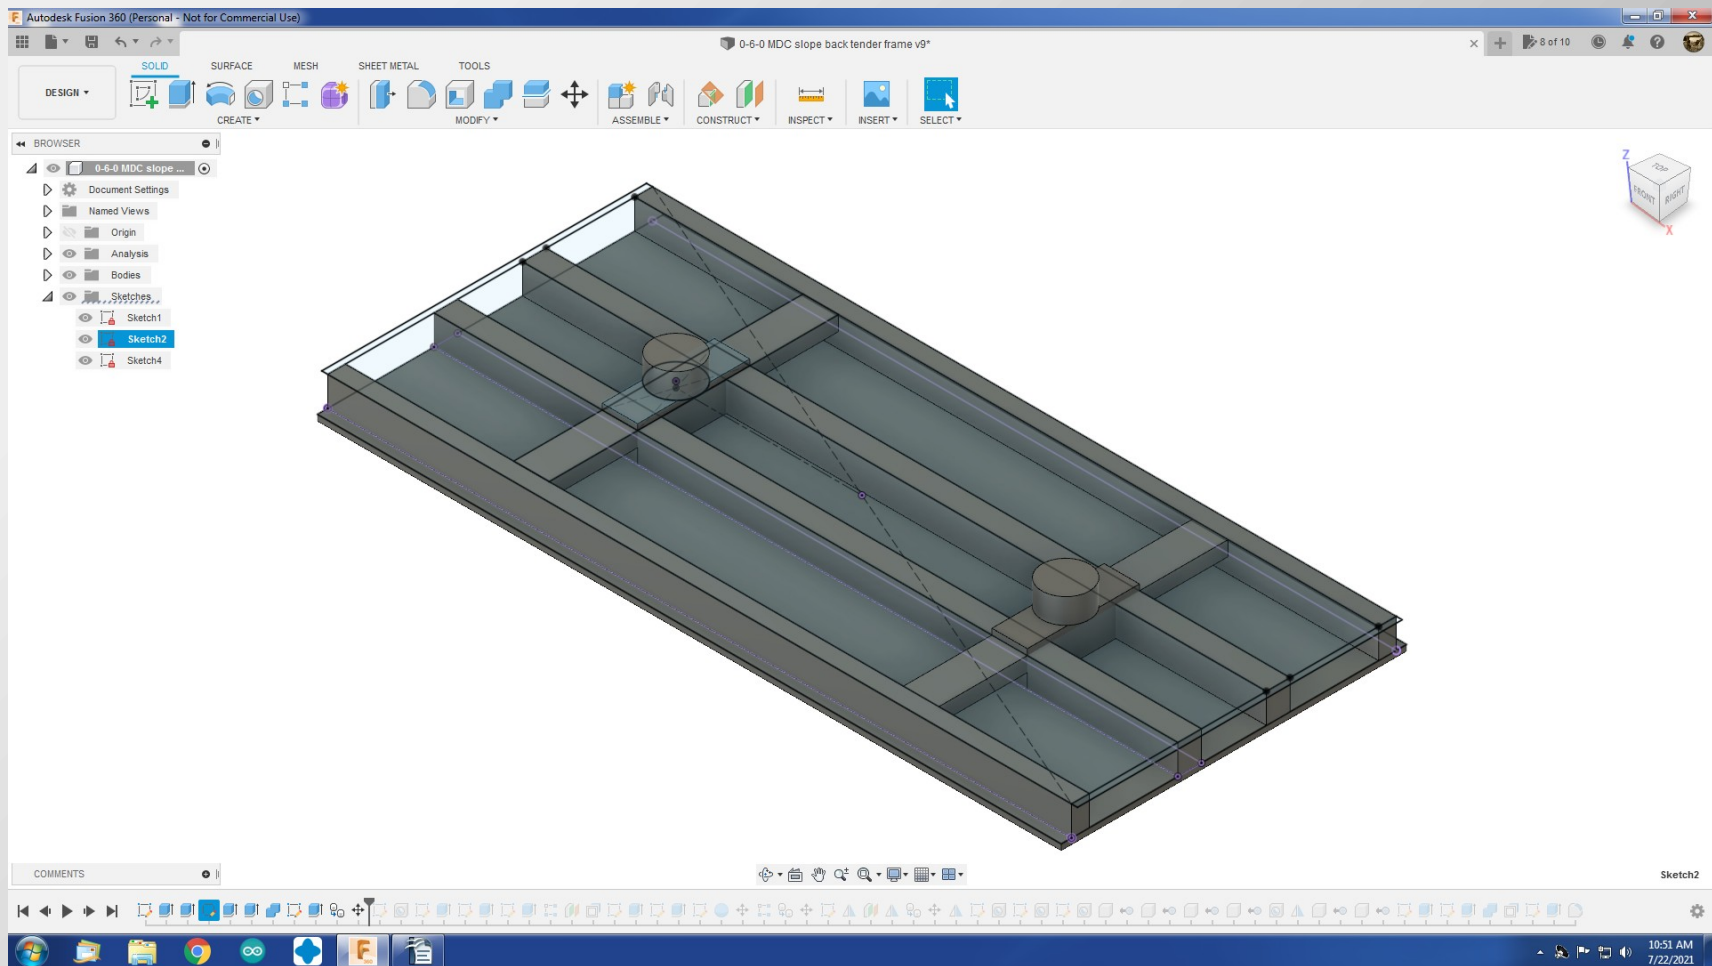 Autodesk Fusion 360 (Personal - Not for Commercial Use)
0-6-0 MDC slope back tender frame v9*
8 of 10
SOLID SURFACE MESH SHEET METAL TOOLS
DESIGN
CREATE MODIFY ASSEMBLE CONSTRUCT INSPECT INSERT SELECT
BROWSER
0-6-0 MDC slope ...
Document Settings
Named Views
Origin
Analysis
Bodies
Sketches
Sketch1
Sketch2
Sketch4
Z
TOP
FRONT
RIGHT
X
COMMENTS
Sketch2
10:51 AM
7/22/2021